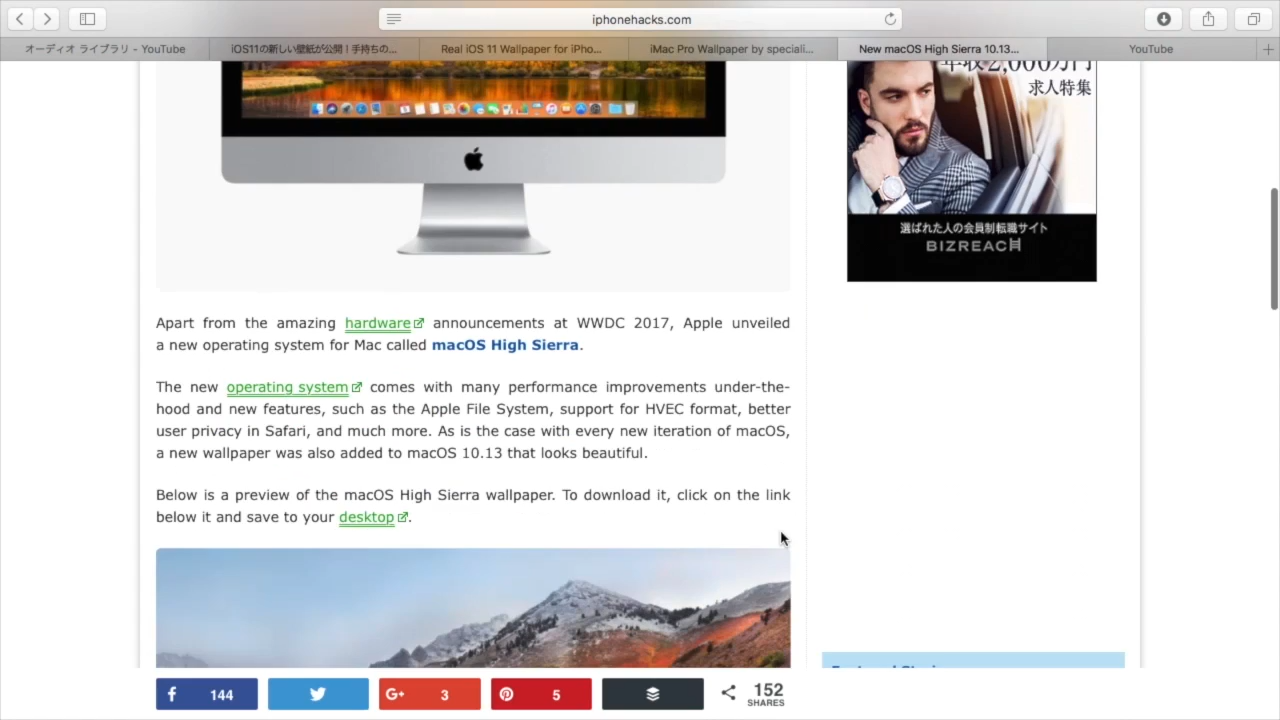 iphonehacks.com
オーディオ ライブラリ - YouTube
iOS11の新しい壁紙が公開！手持ちの...
Real iOS 11 Wallpaper for iPho...
iMac Pro Wallpaper by speciali...
New macOS High Sierra 10.13...
YouTube
年収2,000万円
求人特集
選ばれた人の会員制転職サイト
BIZREACH
Apart from the amazing hardware announcements at WWDC 2017, Apple unveiled
a new operating system for Mac called macOS High Sierra.
The new operating system comes with many performance improvements under-the-
hood and new features, such as the Apple File System, support for HVEC format, better
user privacy in Safari, and much more. As is the case with every new iteration of macOS,
a new wallpaper was also added to macOS 10.13 that looks beautiful.
Below is a preview of the macOS High Sierra wallpaper. To download it, click on the link
below it and save to your desktop.
144
G+ 3
5
152
SHARES